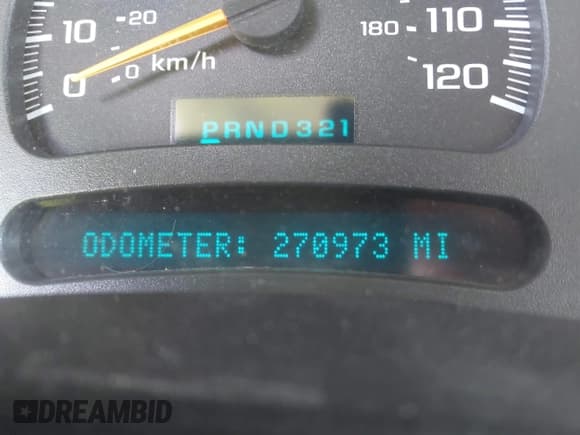 10 20 180 110
0 0 km/h 120
PRND321
ODOMETER: 270973 MI
DREAMBID